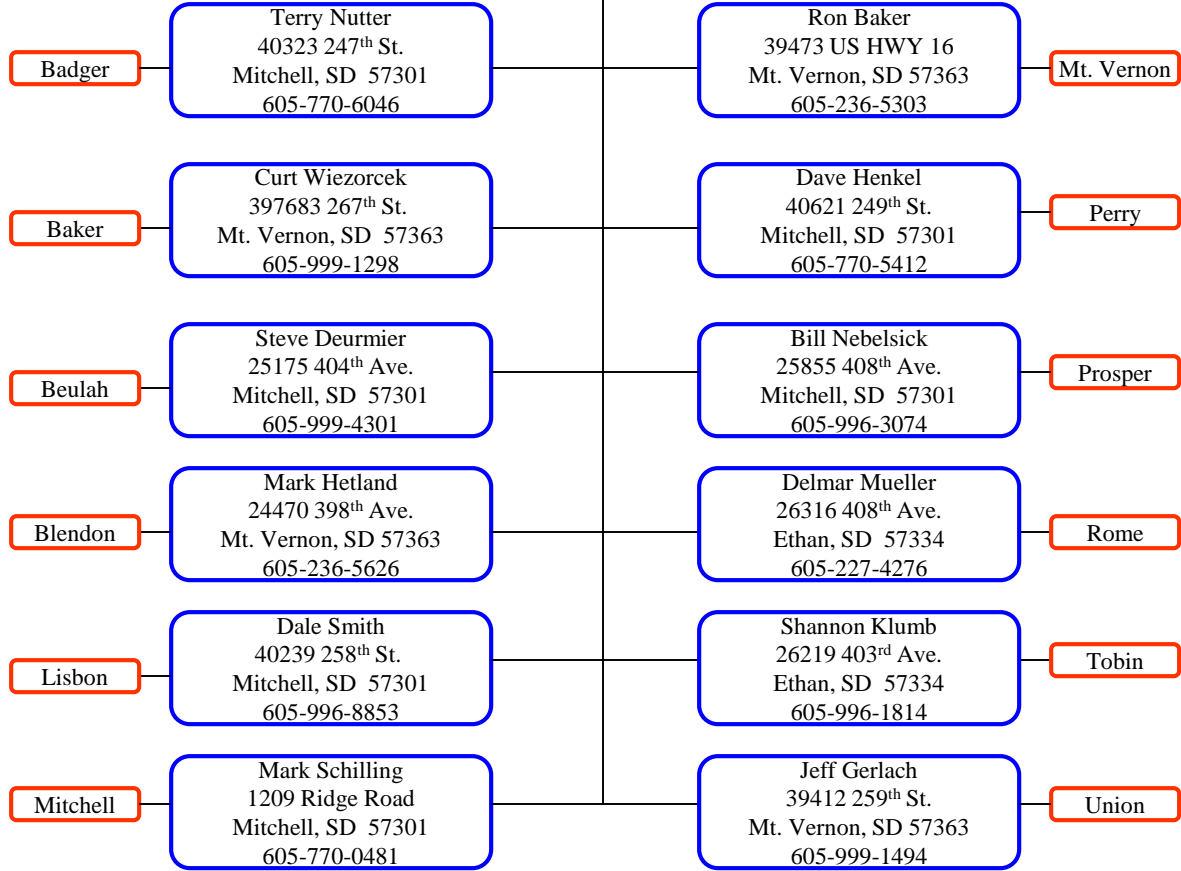 Badger
Terry Nutter
40323 247th St.
Mitchell, SD 57301
605-770-6046
Ron Baker
39473 US HWY 16
Mt. Vernon, SD 57363
605-236-5303
Mt. Vernon
Baker
Curt Wiezorcek
397683 267th St.
Mt. Vernon, SD 57363
605-999-1298
Dave Henkel
40621 249th St.
Mitchell, SD 57301
605-770-5412
Perry
Beulah
Steve Deurmier
25175 404th Ave.
Mitchell, SD 57301
605-999-4301
Bill Nebelsick
25855 408th Ave.
Mitchell, SD 57301
605-996-3074
Prosper
Blendon
Mark Hetland
24470 398th Ave.
Mt. Vernon, SD 57363
605-236-5626
Delmar Mueller
26316 408th Ave.
Ethan, SD 57334
605-227-4276
Rome
Lisbon
Dale Smith
40239 258th St.
Mitchell, SD 57301
605-996-8853
Shannon Klumb
26219 403rd Ave.
Ethan, SD 57334
605-996-1814
Tobin
Mitchell
Mark Schilling
1209 Ridge Road
Mitchell, SD 57301
605-770-0481
Jeff Gerlach
39412 259th St.
Mt. Vernon, SD 57363
605-999-1494
Union